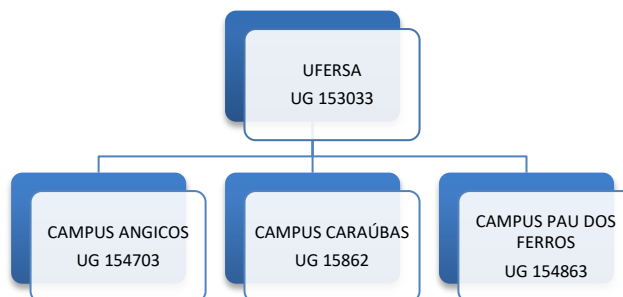 UFERSA
UG 153033
CAMPUS ANGICOS
UG 154703
CAMPUS CARAÚBAS
UG 15862
CAMPUS PAU DOS
FERROS
UG 154863